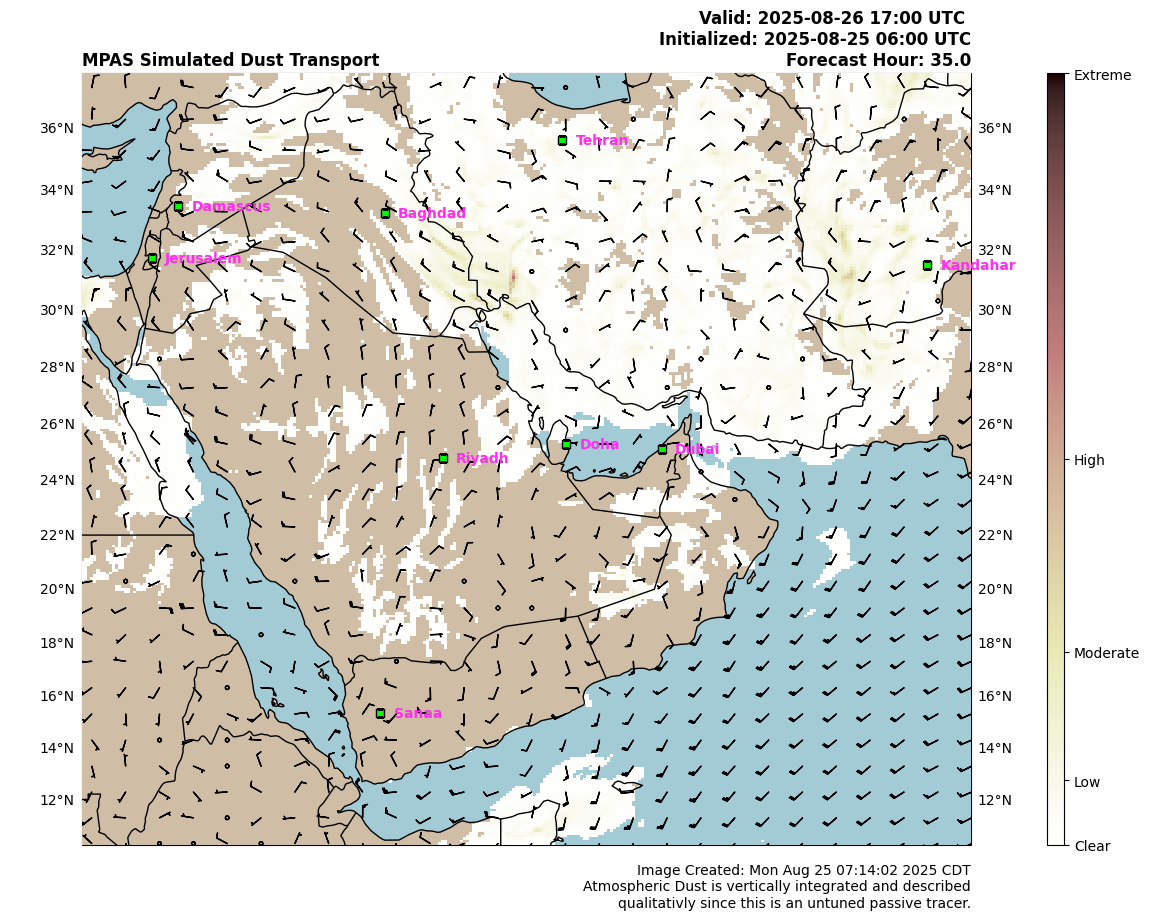 Valid: 2025-08-26 17:00 UTC
Initialized: 2025-08-25 06:00 UTC
MPAS Simulated Dust Transport
Forecast Hour: 35.0
Extreme
36°N
Tehran
36°N
34°N
34°N
Damascus
Baghdad
32°N
32°N
Jerusalem
Kandahar
30°N
30°N
28°N
28°N
26°N
26°N
Doha
Dubai
Riyadh
High
24°N
24°N
22°N
22°N
20°N
20°N
18°N
18°N
Moderate
16°N
16°N
Sanaa
14°N
14°N
Low
12°N
12°N
Clear
Image Created: Mon Aug 25 07:14:02 2025 CDT
Atmospheric Dust is vertically integrated and described
qualitativly since this is an untuned passive tracer.